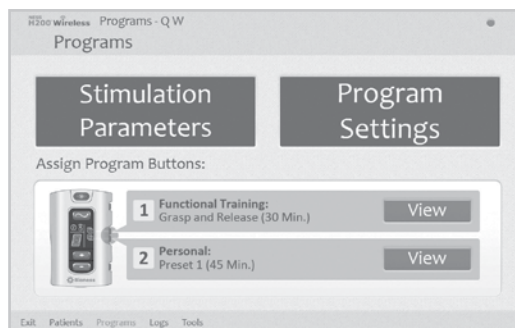 H200 Wireless Programs - Q W
Programs
Stimulation
Parameters
Program
Settings
Assign Program Buttons:
1 Functional Training:
Grasp and Release (30 Min.)
View
2 Personal:
Preset 1 (45 Min.)
View
Bioness
Exit Patients Programs Logs Tools